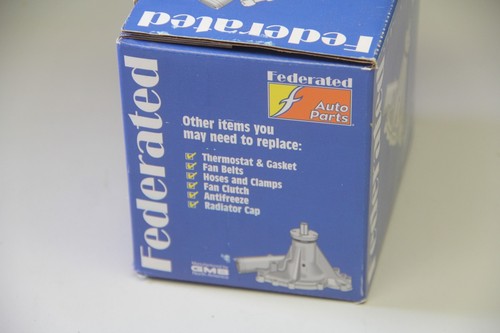 Federated
Federated
Federated
Federated
f Auto
Parts
Other items you
may need to replace:
Thermostat & Gasket
Fan Belts
Hoses and Clamps
Fan Clutch
Antifreeze
Radiator Cap
GMB